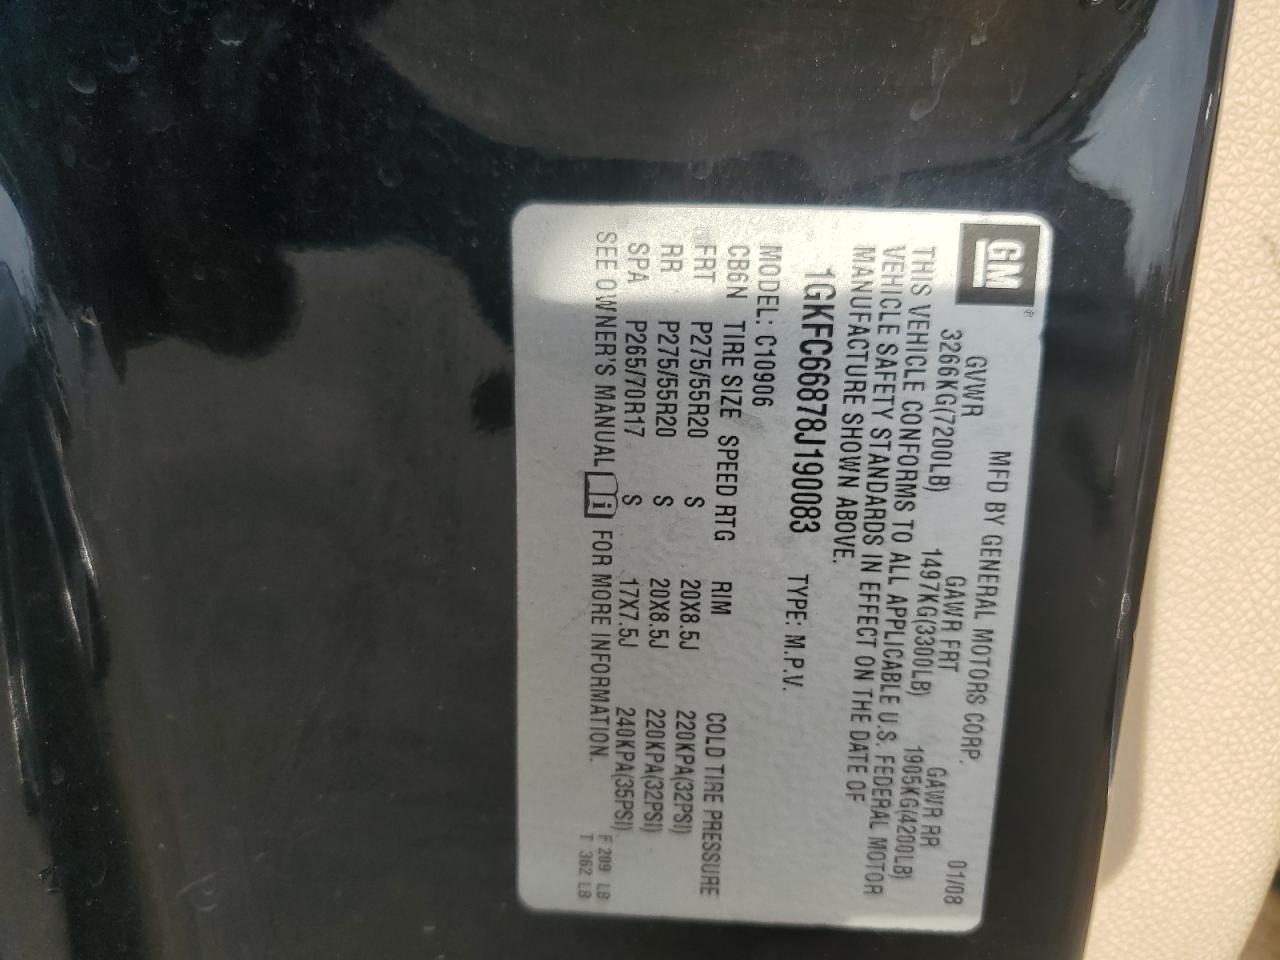 GM® MFD BY GENERAL MOTORS CORP. 01/08
GVWR GAWR FRT GAWR RR
3266KG(7200LB) 1497KG(3300LB) 1905KG(4200LB)
THIS VEHICLE CONFORMS TO ALL APPLICABLE U.S. FEDERAL MOTOR
VEHICLE SAFETY STANDARDS IN EFFECT ON THE DATE OF
MANUFACTURE SHOWN ABOVE.
1GKFC66878J190083 TYPE: M.P.V.
MODEL: C10906
CB6N TIRE SIZE SPEED RTG RIM COLD TIRE PRESSURE
FRT P275/55R20 S 20X8.5J 220KPA(32PSI)
RR P275/55R20 S 20X8.5J 220KPA(32PSI)
SPA P265/70R17 S 17X7.5J 240KPA(35PSI)
SEE OWNER'S MANUAL i FOR MORE INFORMATION.
F 209 LB
T 362 LB